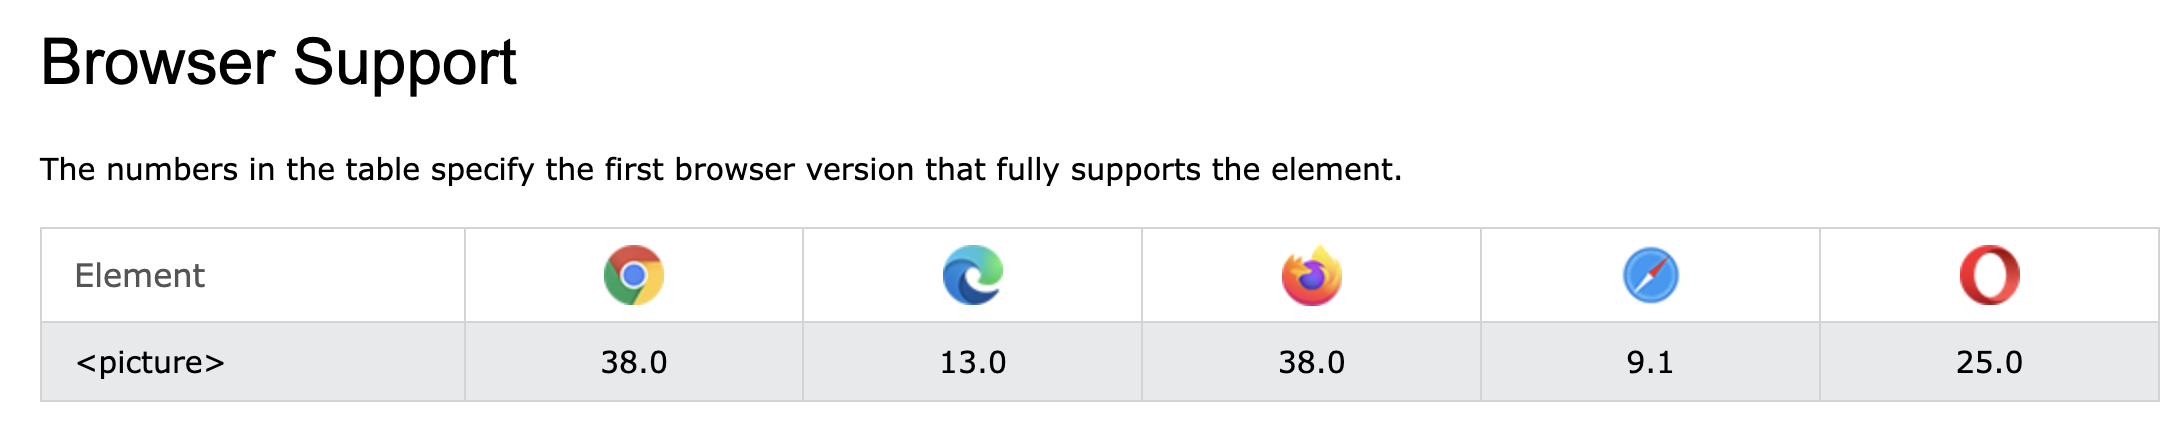 Browser Support
The numbers in the table specify the first browser version that fully supports the element.
Element
<picture> 38.0 13.0 38.0 9.1 25.0